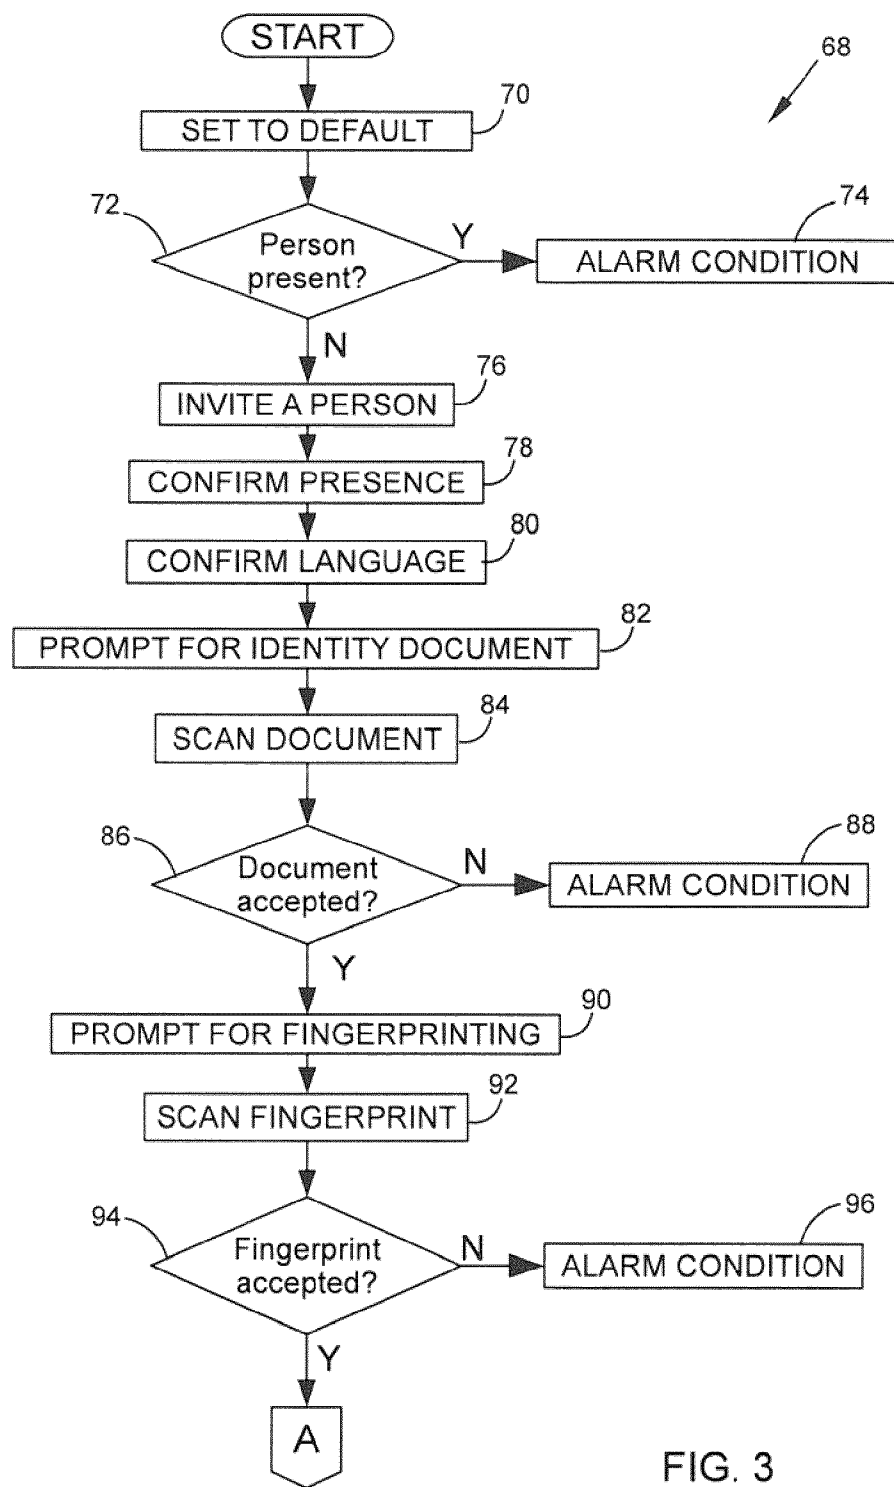 START
68
70
SET TO DEFAULT
72
Person
present?
Y
74
ALARM CONDITION
N
76
INVITE A PERSON
78
CONFIRM PRESENCE
80
CONFIRM LANGUAGE
82
PROMPT FOR IDENTITY DOCUMENT
84
SCAN DOCUMENT
86
Document
accepted?
N
88
ALARM CONDITION
Y
90
PROMPT FOR FINGERPRINTING
92
SCAN FINGERPRINT
94
Fingerprint
accepted?
N
96
ALARM CONDITION
Y
A
FIG. 3